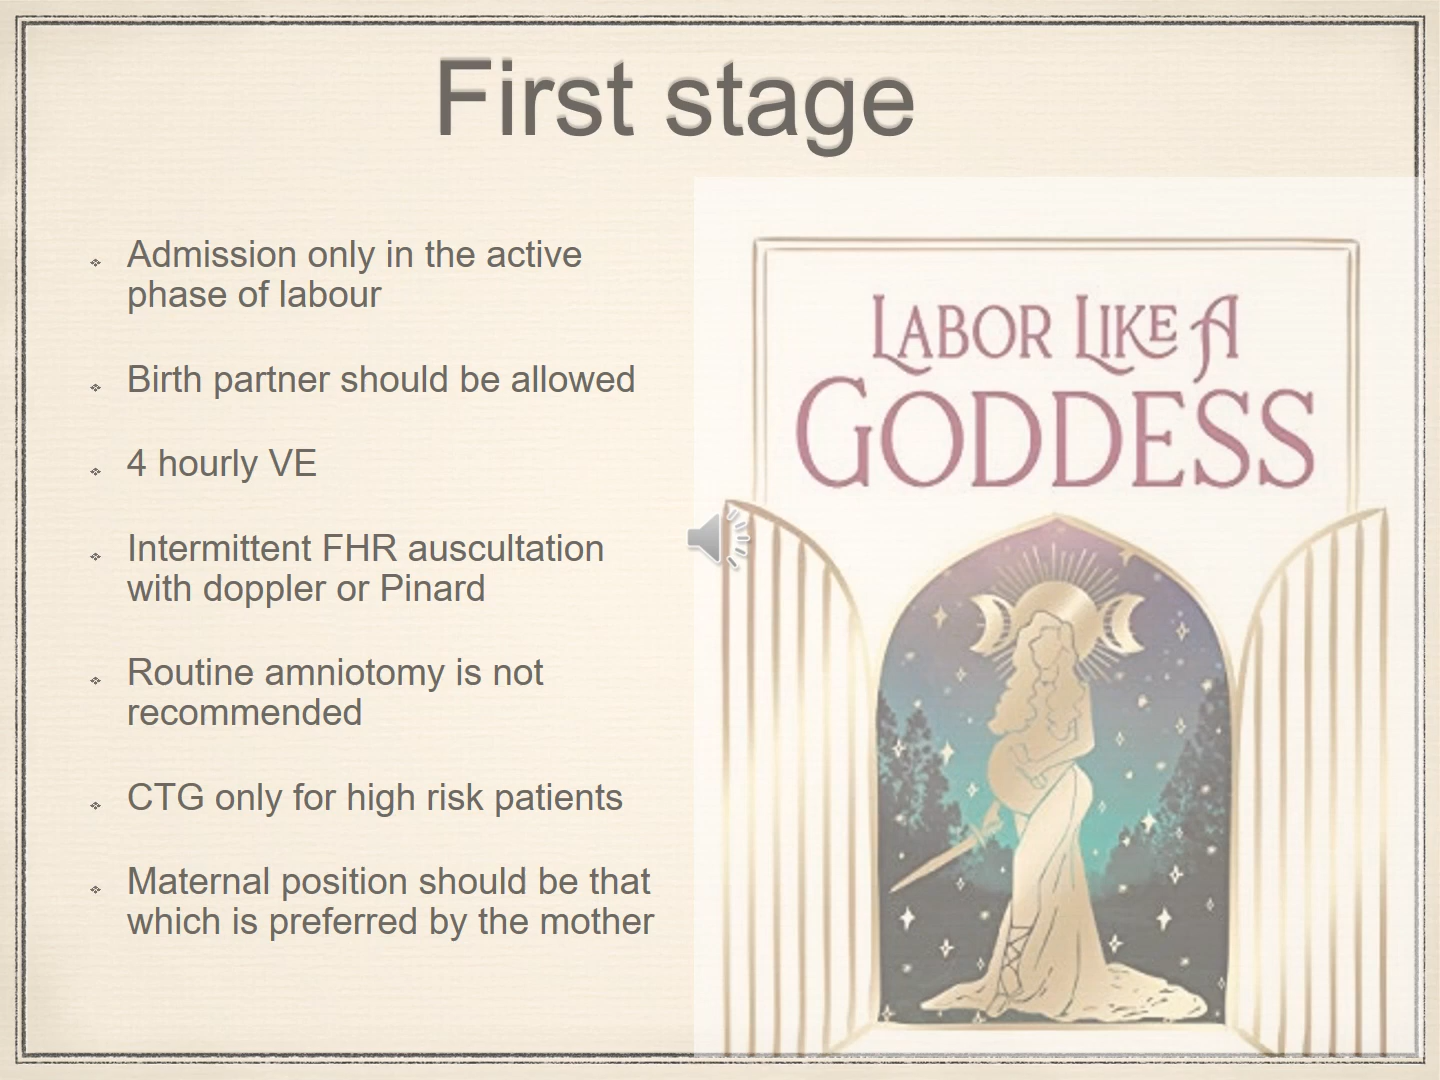 First stage
Admission only in the active
phase of labour
Birth partner should be allowed
4 hourly VE
Intermittent FHR auscultation
with doppler or Pinard
Routine amniotomy is not
recommended
CTG only for high risk patients
Maternal position should be that
which is preferred by the mother
LABOR LIKE A
GODDESS